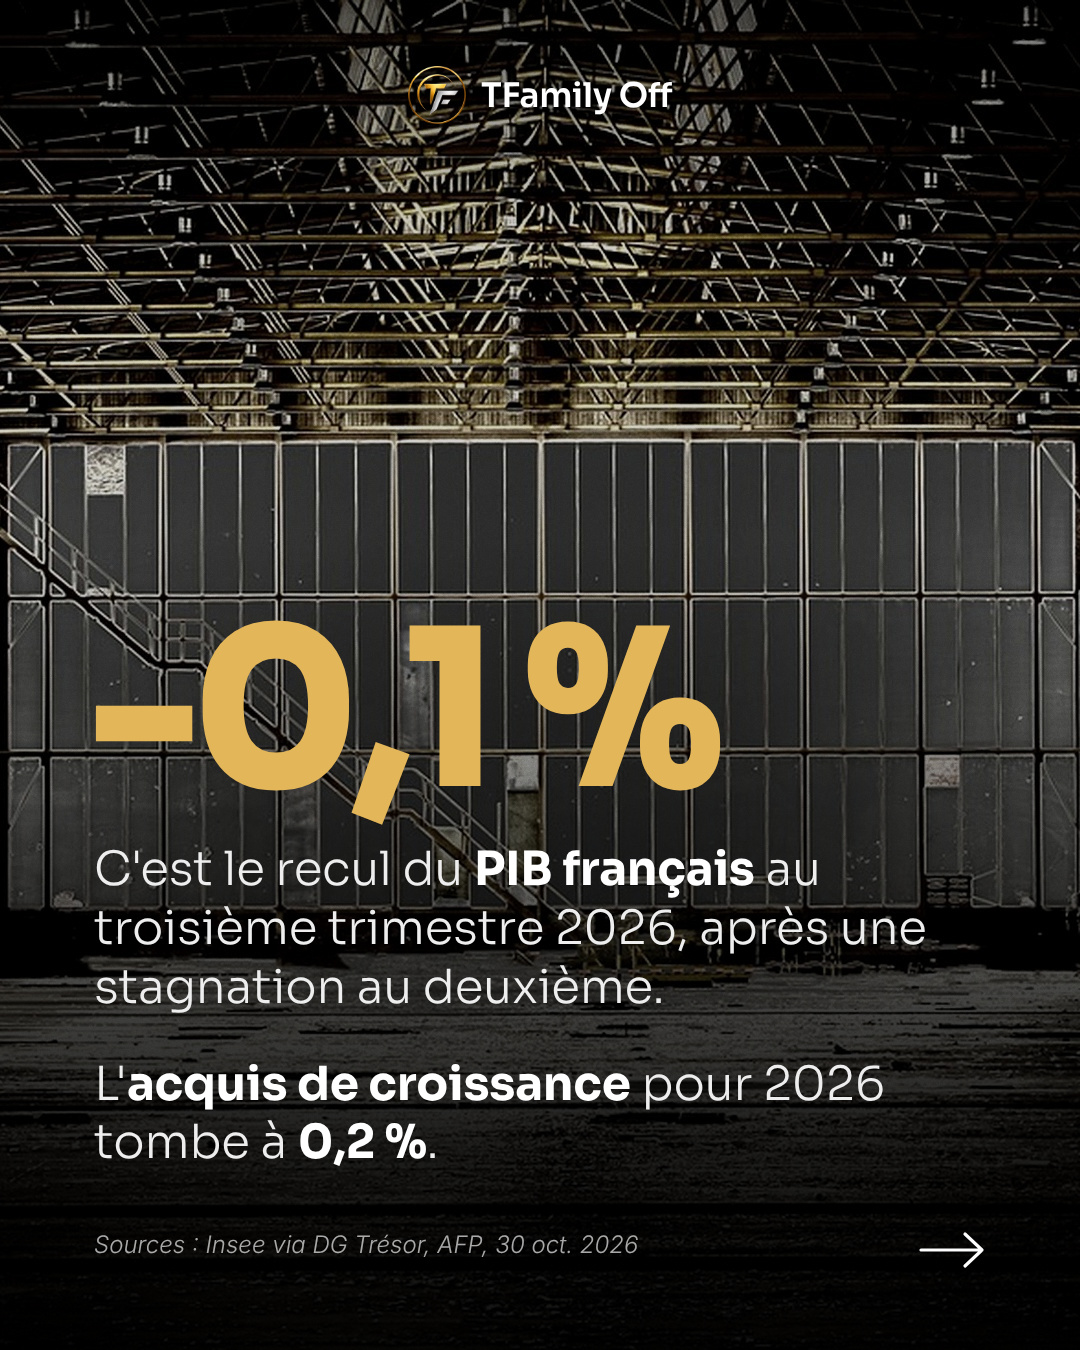 TF TFamily Off
-0,1 %
C'est le recul du PIB français au
troisième trimestre 2026, après une
stagnation au deuxième.
L'acquis de croissance pour 2026
tombe à 0,2 %.
Sources : Insee via DG Trésor, AFP, 30 oct. 2026